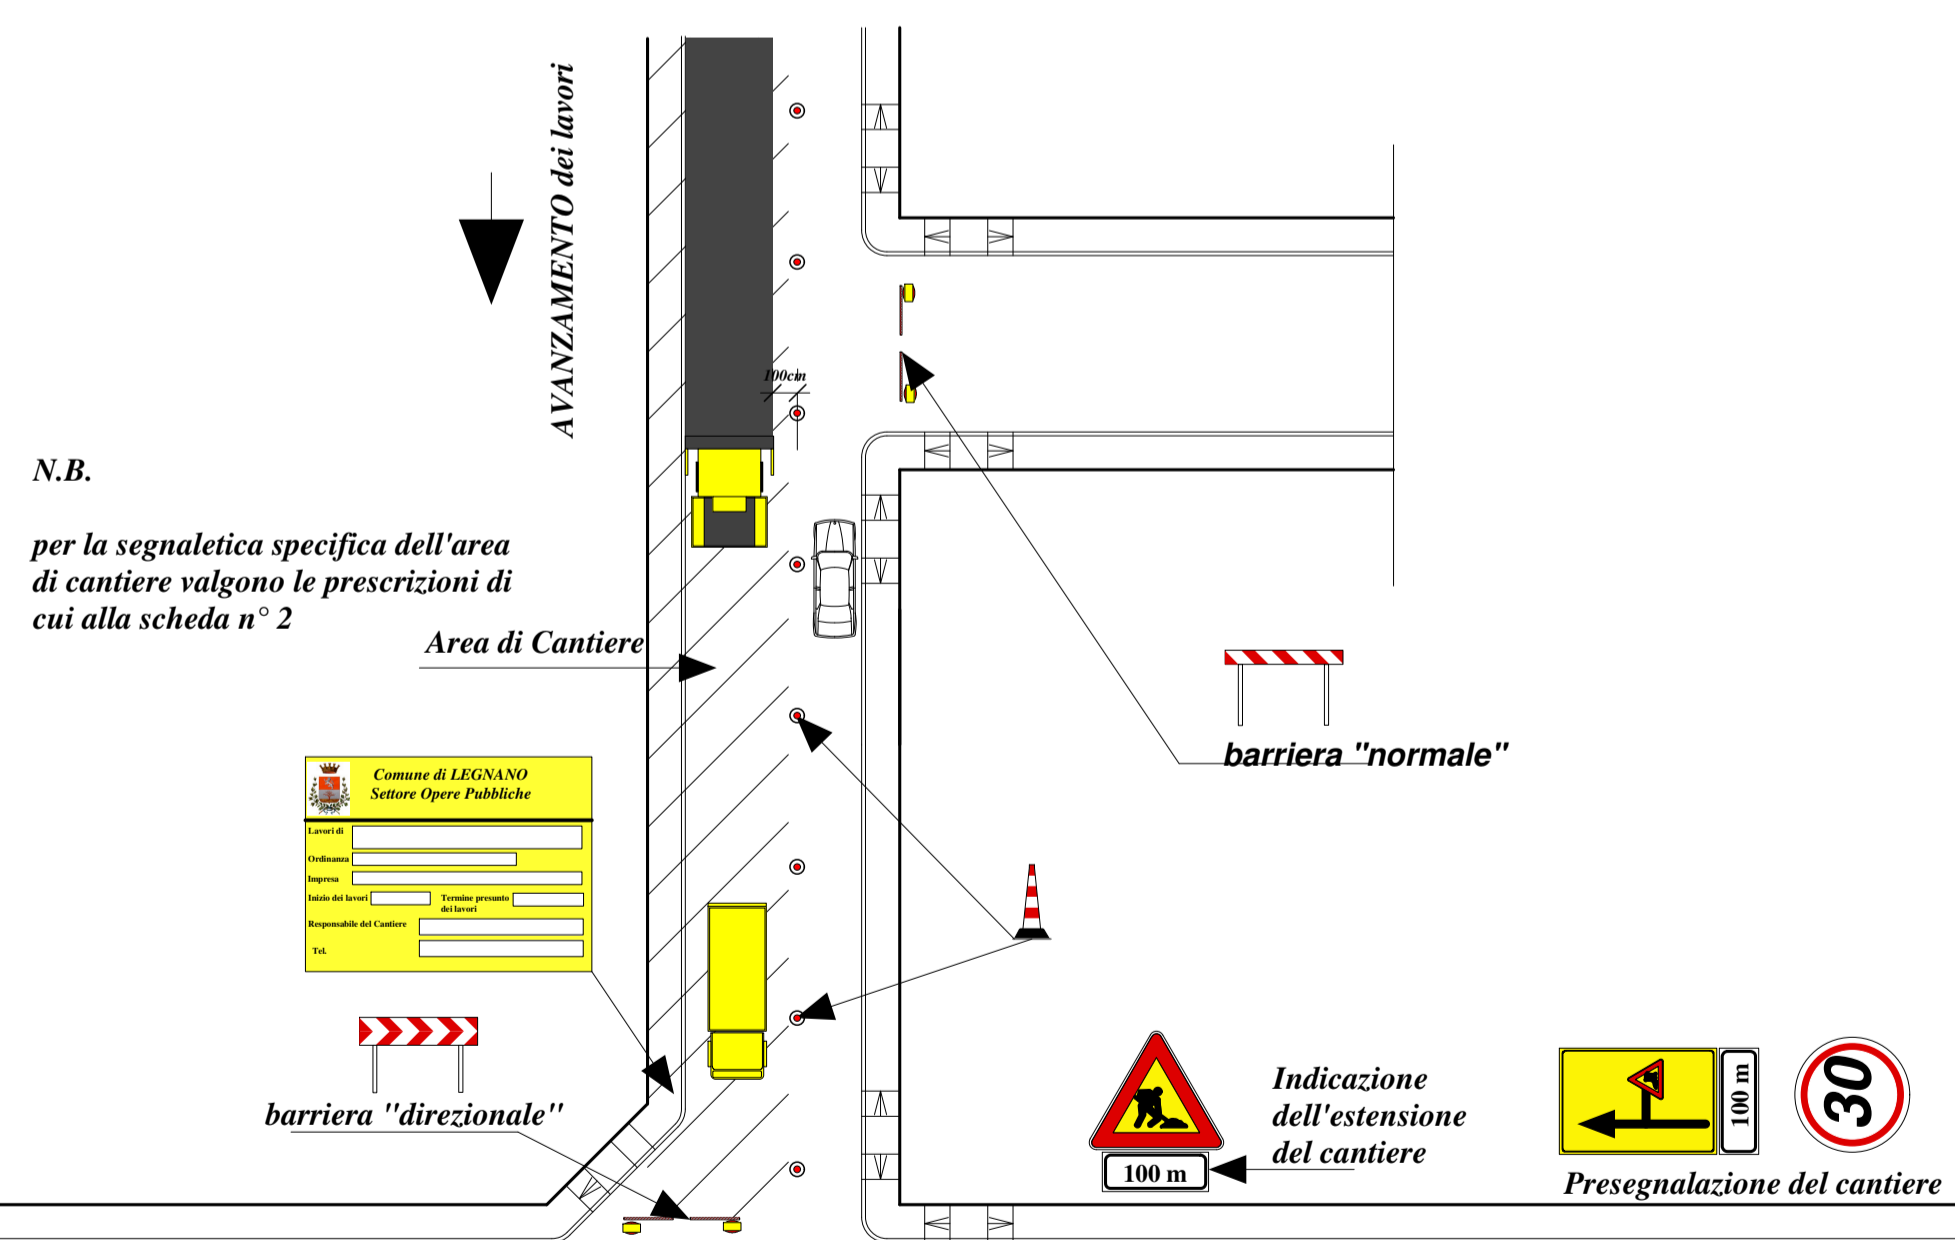 AVANZAMENTO dei lavori
100cm
N.B.
per la segnaletica specifica dell'area
di cantiere valgono le prescrizioni di
cui alla scheda n° 2
Area di Cantiere
barriera "normale"
Comune di LEGNANO
Settore Opere Pubbliche
Lavori di
Ordinanza
Impresa
Inizio dei lavori
Termine presunto
dei lavori
Responsabile del Cantiere
Tel.
barriera "direzionale"
100 m
Indicazione
dell'estensione
del cantiere
100 m
30
Presegnalazione del cantiere